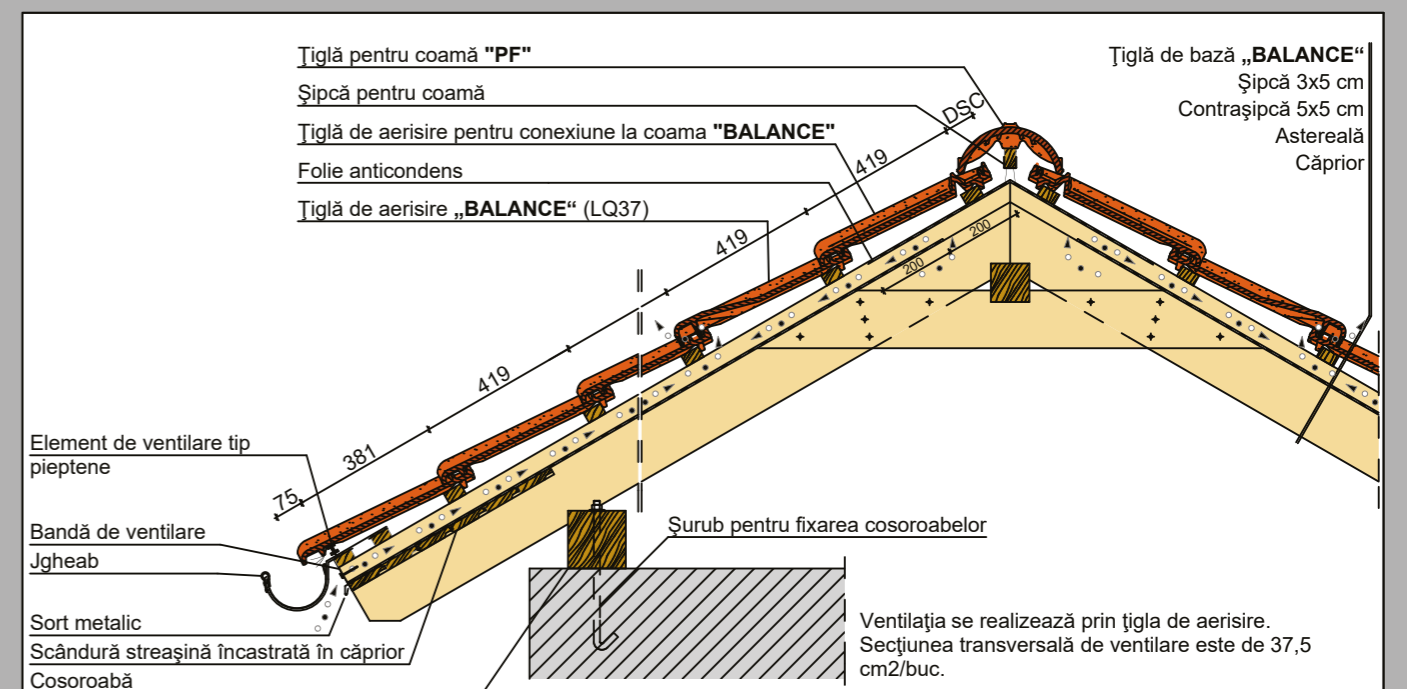 Ţiglă pentru coamă "PF"
Şipcă pentru coamă
Ţiglă de aerisire pentru conexiune la coama "BALANCE"
Folie anticondens
Ţiglă de aerisire „BALANCE“ (LQ37)
Ţiglă de bază „BALANCE“
Şipcă 3x5 cm
Contraşipcă 5x5 cm
Astereală
Căprior
DSC
419
419
419
381
75
200
200
Element de ventilare tip
pieptene
Bandă de ventilare
Jgheab
Sort metalic
Scândură streaşină încastrată în căprior
Cosoroabă
Şurub pentru fixarea cosoroabelor
Ventilaţia se realizează prin ţigla de aerisire.
Secţiunea transversală de ventilare este de 37,5
cm2/buc.